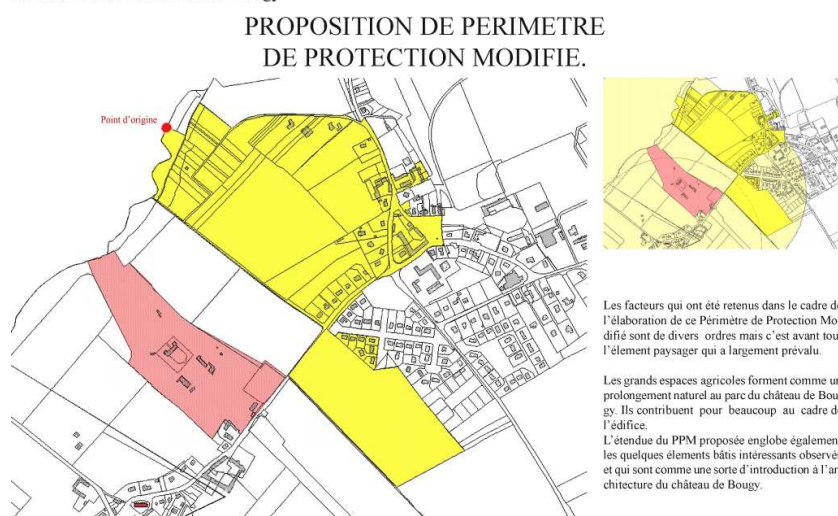 PROPOSITION DE PERIMETRE
DE PROTECTION MODIFIE.
Point d'origine
Les facteurs qui ont été retenus dans le cadre de
l'élaboration de ce Périmètre de Protection Mo-
difié sont de divers ordres mais c'est avant tou
l'élement paysager qui a largement prévalu.
Les grands espaces agricoles forment comme un
prolongement naturel au parc du château de Bou-
gy. Ils contribuent pour beaucoup au cadre de
l'édifice.
L'étendue du PPM proposée englobe également
les quelques élements bâtis intéressants observés
et qui sont comme une sorte d'introduction à l'ar-
chitecture du château de Bougy.